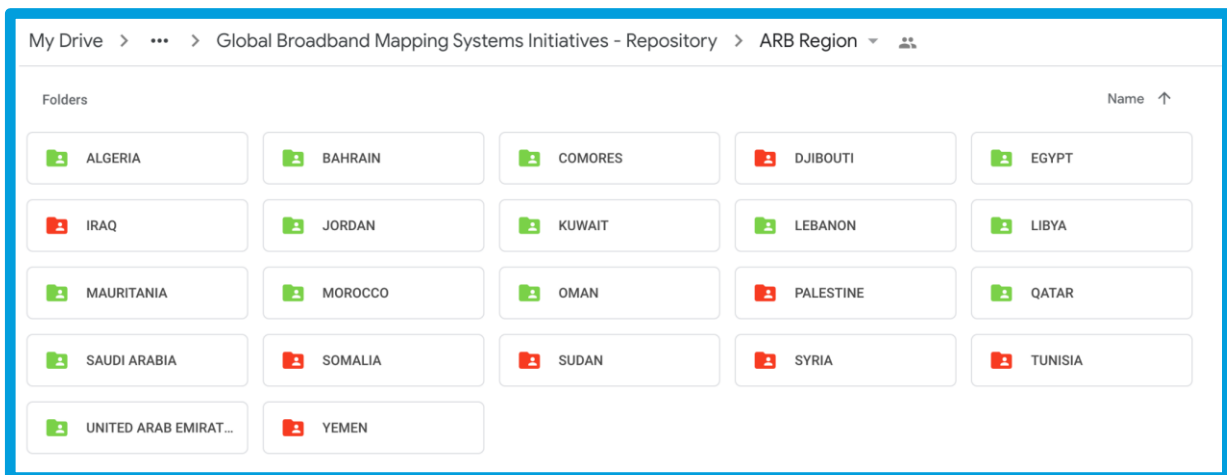 My Drive > ••• > Global Broadband Mapping Systems Initiatives - Repository > ARB Region
Folders Name ↑
ALGERIA BAHRAIN COMORES DJIBOUTI EGYPT
IRAQ JORDAN KUWAIT LEBANON LIBYA
MAURITANIA MOROCCO OMAN PALESTINE QATAR
SAUDI ARABIA SOMALIA SUDAN SYRIA TUNISIA
UNITED ARAB EMIRAT... YEMEN